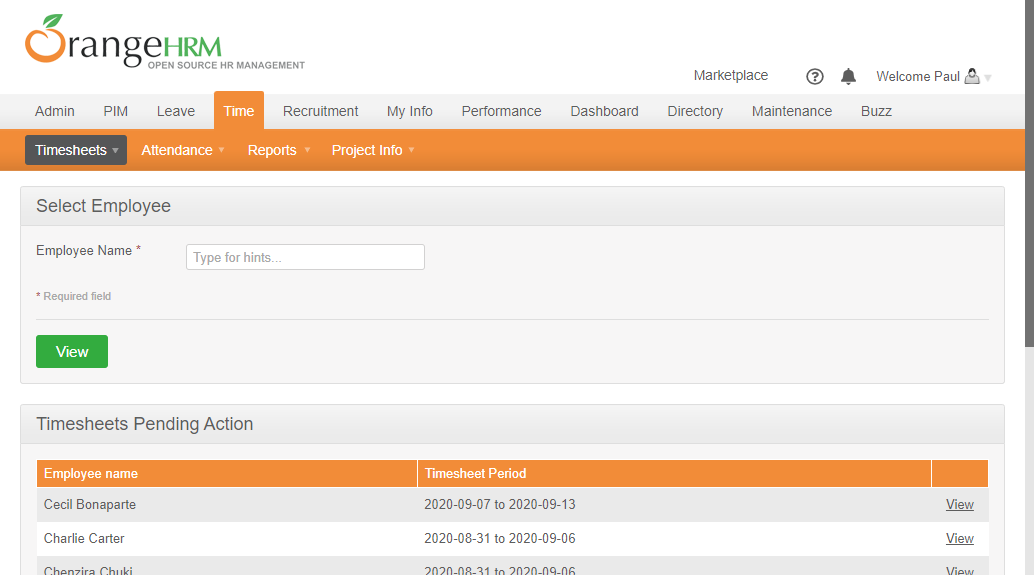 OrangeHRM
OPEN SOURCE HR MANAGEMENT
Marketplace ? Welcome Paul
Admin PIM Leave Time Recruitment My Info Performance Dashboard Directory Maintenance Buzz
Timesheets Attendance Reports Project Info
Select Employee
Employee Name * Type for hints...
* Required field
View
Timesheets Pending Action
Employee name Timesheet Period
Cecil Bonaparte 2020-09-07 to 2020-09-13 View
Charlie Carter 2020-08-31 to 2020-09-06 View
Chenzira Chuki 2020-08-31 to 2020-09-06 View